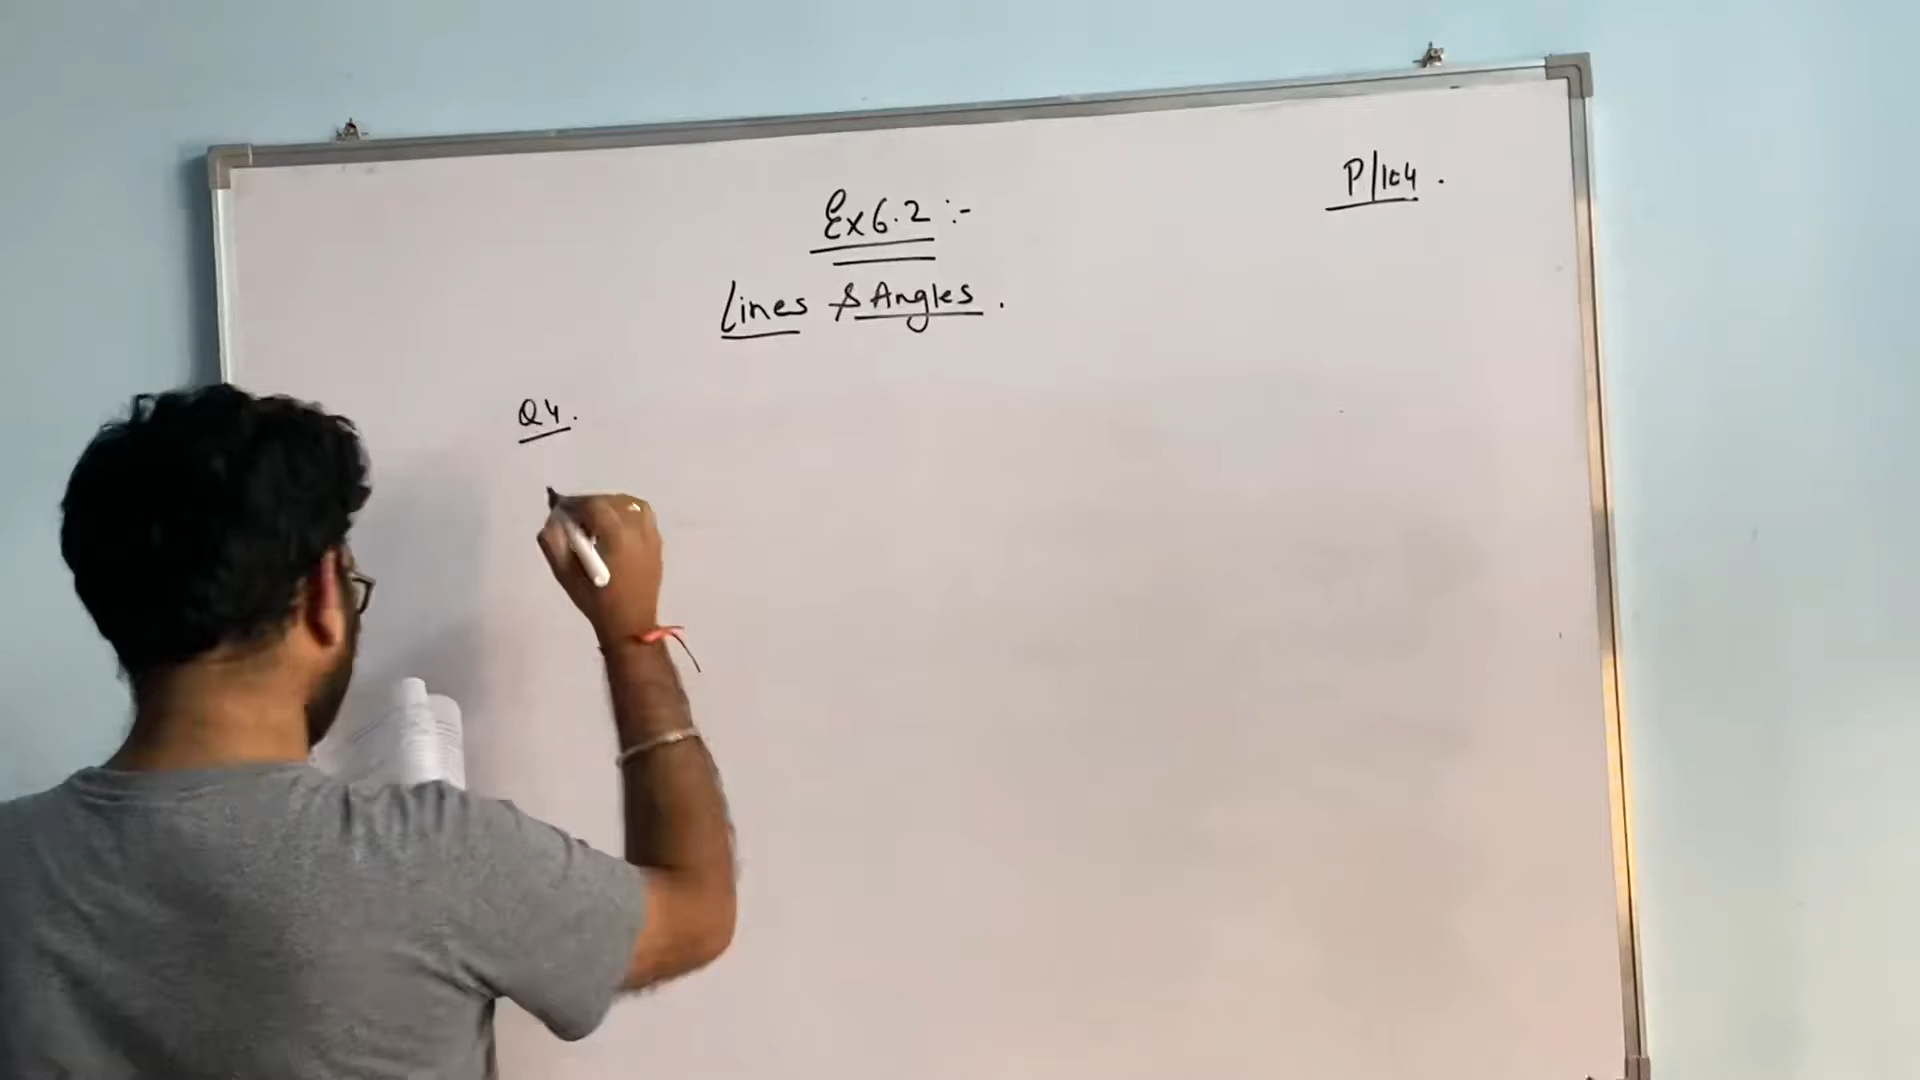 P/104.
Ex 6.2 :-
Lines & Angles.
Q4.